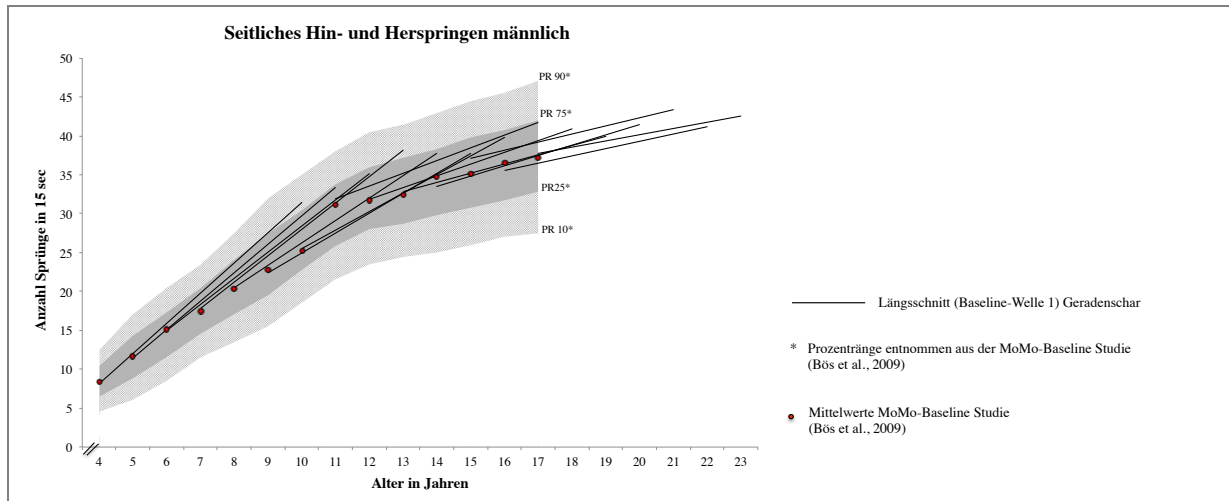 Seitliches Hin- und Herspringen männlich
Anzahl Sprünge in 15 sec
50
45
40
35
30
25
20
15
10
5
0
PR 90*
PR 75*
PR25*
PR 10*
4 5 6 7 8 9 10 11 12 13 14 15 16 17 18 19 20 21 22 23
Alter in Jahren
Längsschnitt (Baseline-Welle 1) Geradenschar
* Prozentränge entnommen aus der MoMo-Baseline Studie
(Bös et al., 2009)
Mittelwerte MoMo-Baseline Studie
(Bös et al., 2009)